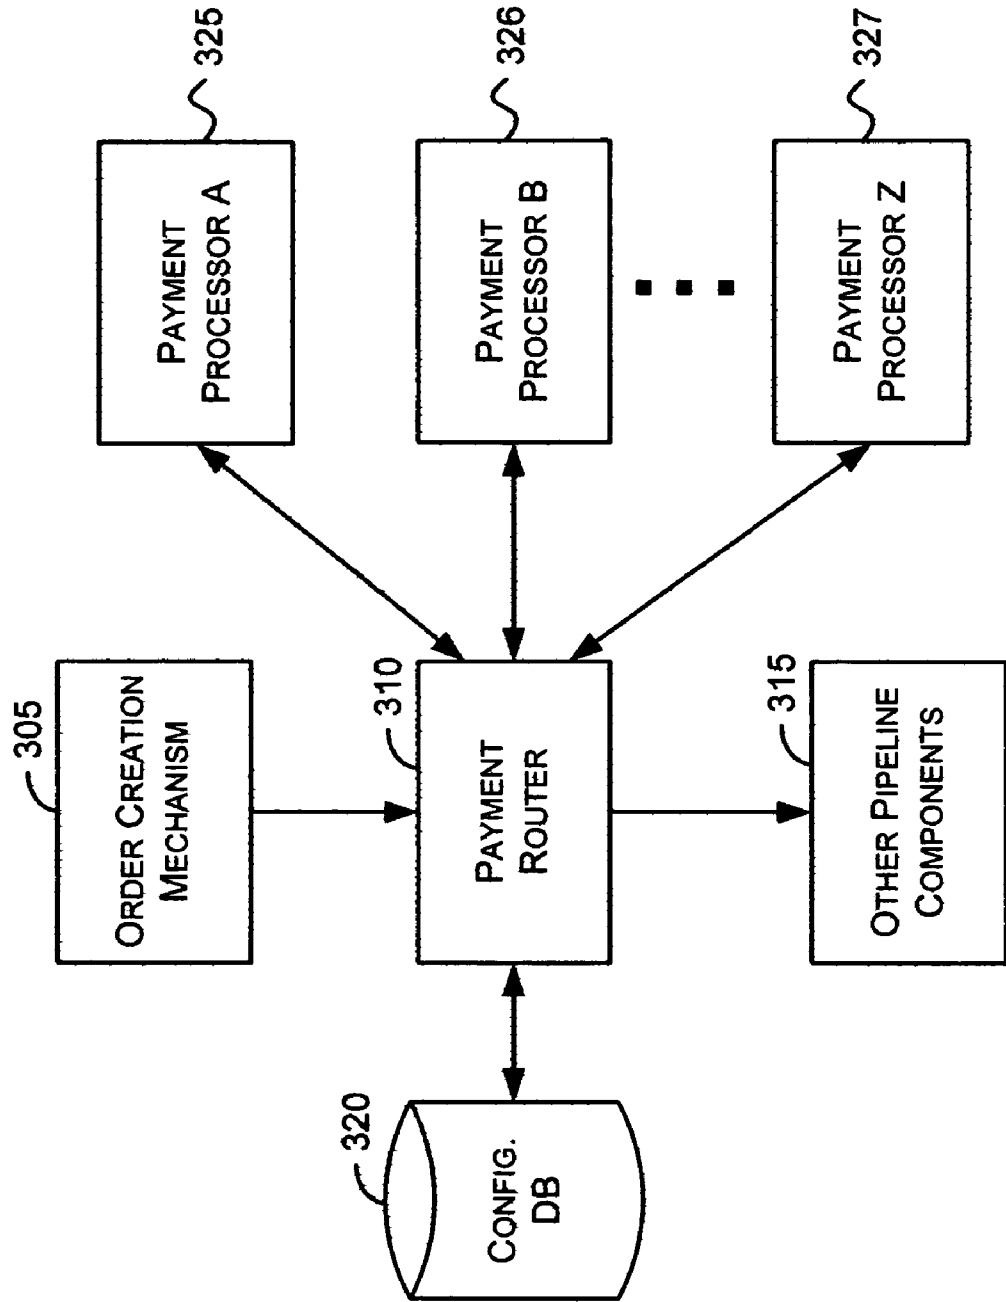 305
ORDER CREATION
MECHANISM
310
PAYMENT
ROUTER
315
OTHER PIPELINE
COMPONENTS
320
CONFIG.
DB
325
PAYMENT
PROCESSOR A
326
PAYMENT
PROCESSOR B
327
PAYMENT
PROCESSOR Z